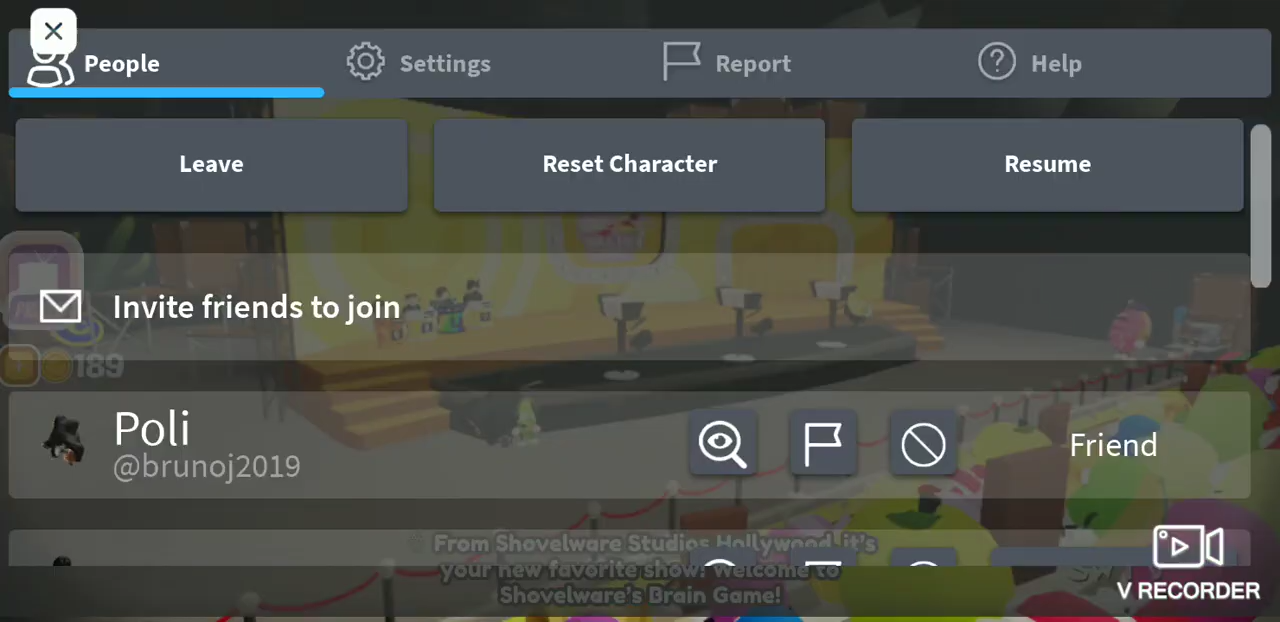 People
Settings
Report
Help
Leave
Reset Character
Resume
Invite friends to join
189
Poli
@brunoj2019
Friend
From Shovelware Studios Hollywood, it's
your new favorite show! Welcome to
Shovelware's Brain Game!
V RECORDER